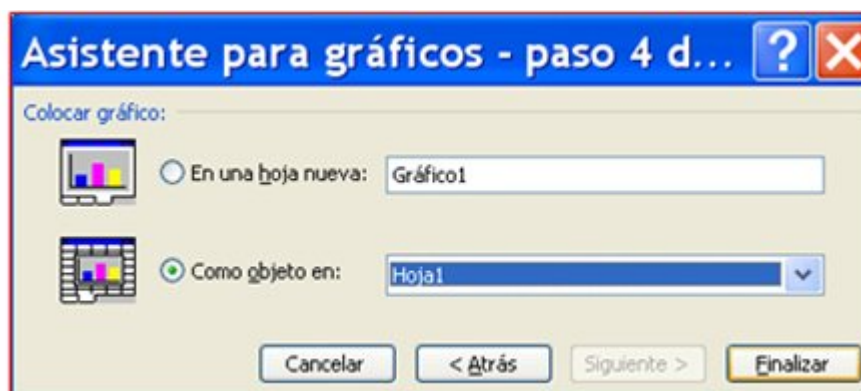 Asistente para gráficos - paso 4 d... ?
Colocar gráfico:
En una hoja nueva: Gráfico1
Como objeto en: Hoja1
Cancelar < Atrás Siguiente > Finalizar